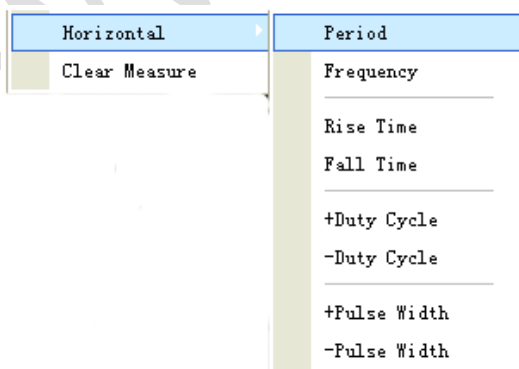 Horizontal
Clear Measure
Period
Frequency
Rise Time
Fall Time
+Duty Cycle
-Duty Cycle
+Pulse Width
-Pulse Width